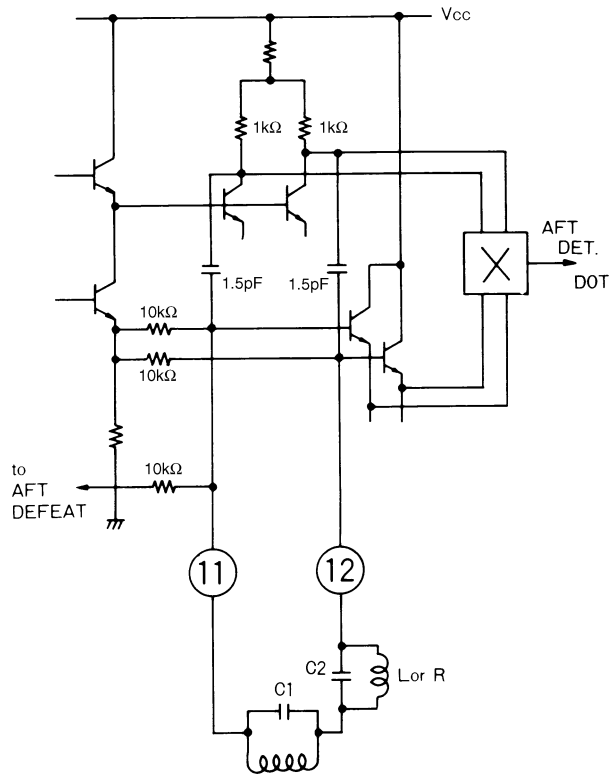 Vcc
1kΩ 1kΩ
AFT
DET.
DOT
1.5pF 1.5pF
10kΩ
10kΩ
to
AFT
DEFEAT
10kΩ
11 12
C2 L or R
C1